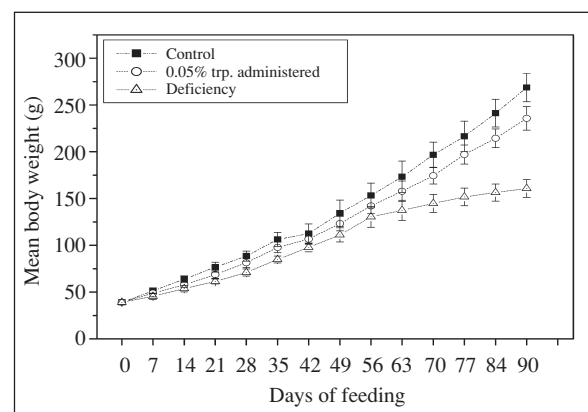 Control
0.05% trp. administered
Deficiency
300
250
200
150
100
50
0
Mean body weight (g)
0 7 14 21 28 35 42 49 56 63 70 77 84 90
Days of feeding